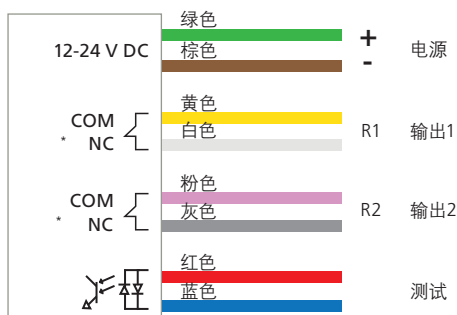 绿色
12-24 V DC
+
电源
棕色
-
黄色
COM
白色
R1
输出1
* NC
粉色
COM
灰色
R2
输出2
* NC
红色
蓝色
测试